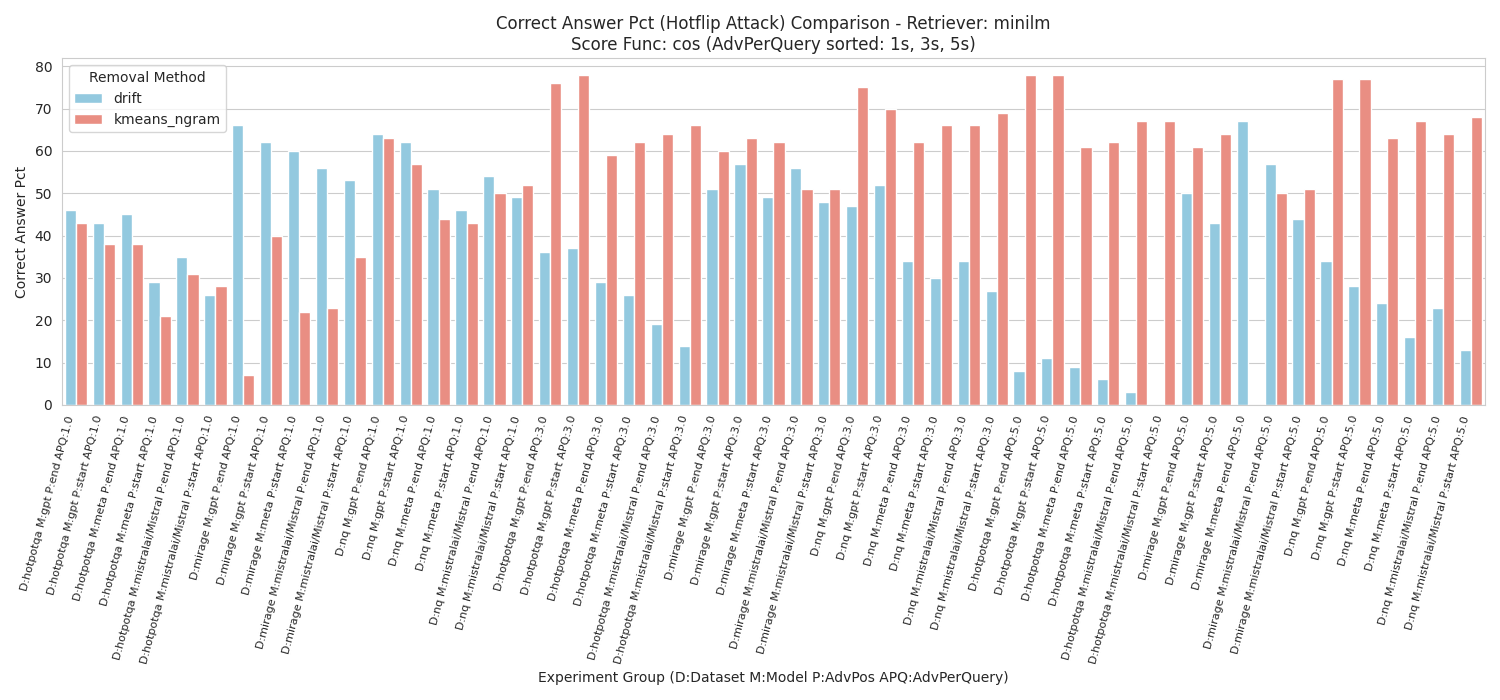 Correct Answer Pct (Hotflip Attack) Comparison - Retriever: minilm
Score Func: cos (AdvPerQuery sorted: 1s, 3s, 5s)
Removal Method
drift
kmeans_ngram
Correct Answer Pct
80
70
60
50
40
30
20
10
0
D:hotpotqa M:gpt P:end APQ:1.0
D:hotpotqa M:gpt P:start APQ:1.0
D:hotpotqa M:meta P:end APQ:1.0
D:hotpotqa M:meta P:start APQ:1.0
D:hotpotqa M:mistralai/Mistral P:end APQ:1.0
D:hotpotqa M:mistralai/Mistral P:start APQ:1.0
D:mirage M:gpt P:end APQ:1.0
D:mirage M:gpt P:start APQ:1.0
D:mirage M:meta P:start APQ:1.0
D:mirage M:mistralai/Mistral P:end APQ:1.0
D:mirage M:mistralai/Mistral P:start APQ:1.0
D:nq M:gpt P:end APQ:1.0
D:nq M:gpt P:start APQ:1.0
D:nq M:meta P:end APQ:1.0
D:nq M:meta P:start APQ:1.0
D:nq M:mistralai/Mistral P:end APQ:1.0
D:nq M:mistralai/Mistral P:start APQ:1.0
D:hotpotqa M:gpt P:end APQ:3.0
D:hotpotqa M:gpt P:start APQ:3.0
D:hotpotqa M:meta P:end APQ:3.0
D:hotpotqa M:meta P:start APQ:3.0
D:hotpotqa M:mistralai/Mistral P:end APQ:3.0
D:hotpotqa M:mistralai/Mistral P:start APQ:3.0
D:mirage M:gpt P:end APQ:3.0
D:mirage M:gpt P:start APQ:3.0
D:mirage M:meta P:start APQ:3.0
D:mirage M:mistralai/Mistral P:end APQ:3.0
D:mirage M:mistralai/Mistral P:start APQ:3.0
D:nq M:gpt P:end APQ:3.0
D:nq M:gpt P:start APQ:3.0
D:nq M:meta P:end APQ:3.0
D:nq M:meta P:start APQ:3.0
D:nq M:mistralai/Mistral P:end APQ:3.0
D:nq M:mistralai/Mistral P:start APQ:3.0
D:hotpotqa M:gpt P:end APQ:5.0
D:hotpotqa M:gpt P:start APQ:5.0
D:hotpotqa M:meta P:end APQ:5.0
D:hotpotqa M:meta P:start APQ:5.0
D:hotpotqa M:mistralai/Mistral P:end APQ:5.0
D:hotpotqa M:mistralai/Mistral P:start APQ:5.0
D:mirage M:gpt P:end APQ:5.0
D:mirage M:gpt P:start APQ:5.0
D:mirage M:meta P:end APQ:5.0
D:mirage M:mistralai/Mistral P:end APQ:5.0
D:mirage M:mistralai/Mistral P:start APQ:5.0
D:nq M:gpt P:end APQ:5.0
D:nq M:gpt P:start APQ:5.0
D:nq M:meta P:end APQ:5.0
D:nq M:meta P:start APQ:5.0
D:nq M:mistralai/Mistral P:end APQ:5.0
D:nq M:mistralai/Mistral P:start APQ:5.0
Experiment Group (D:Dataset M:Model P:AdvPos APQ:AdvPerQuery)